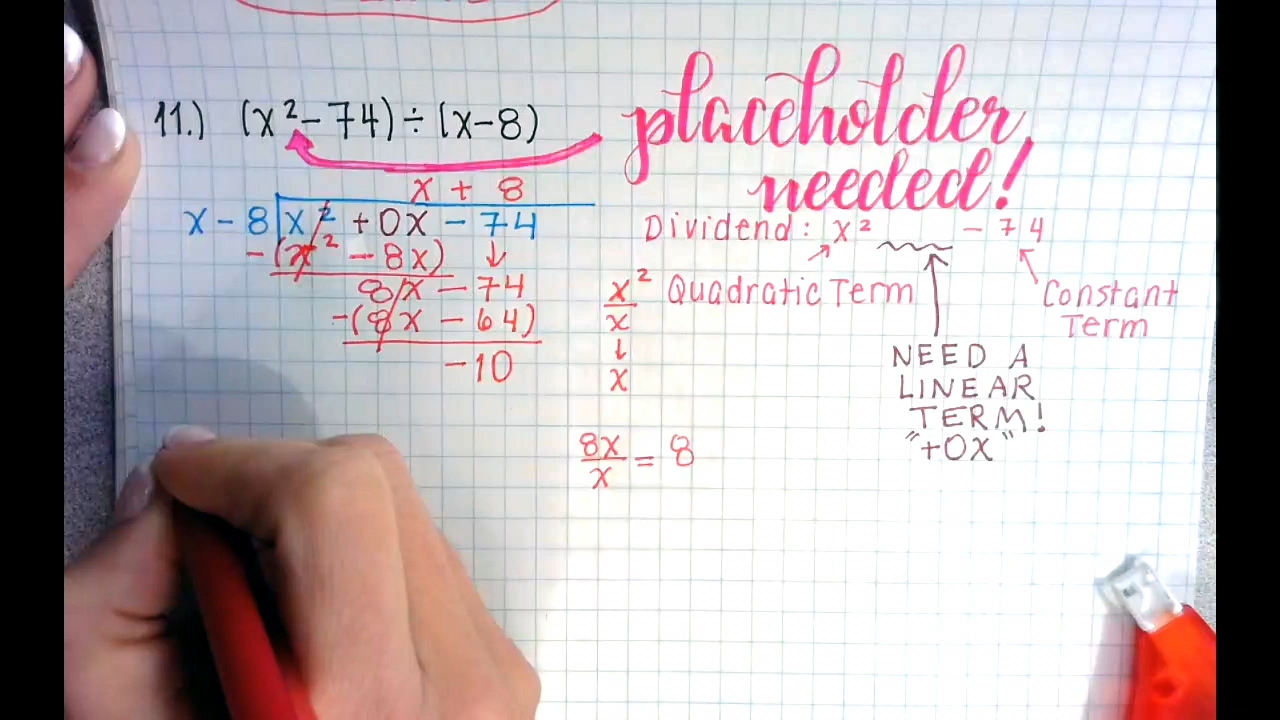 11.) (x²-74) ÷ (x-8)
placeholder
needed!
x + 8
x - 8 x² + 0x - 74
-(x² - 8x) ↓
8x - 74
-(8x - 64)
-10
Dividend: x² - 74
Quadratic Term
Constant
Term
x²
x
↓
x
NEED A
LINEAR
TERM!
"+0X"
8x
x = 8